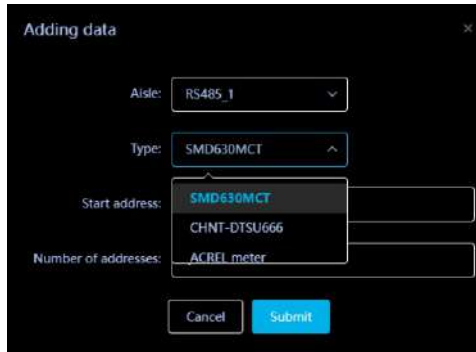 Adding data
Aisle: RS485_1
Type: SMD630MCT
Start address: SMD630MCT
CHNT-DTSU666
Number of addresses: ACREL meter
Cancel Submit